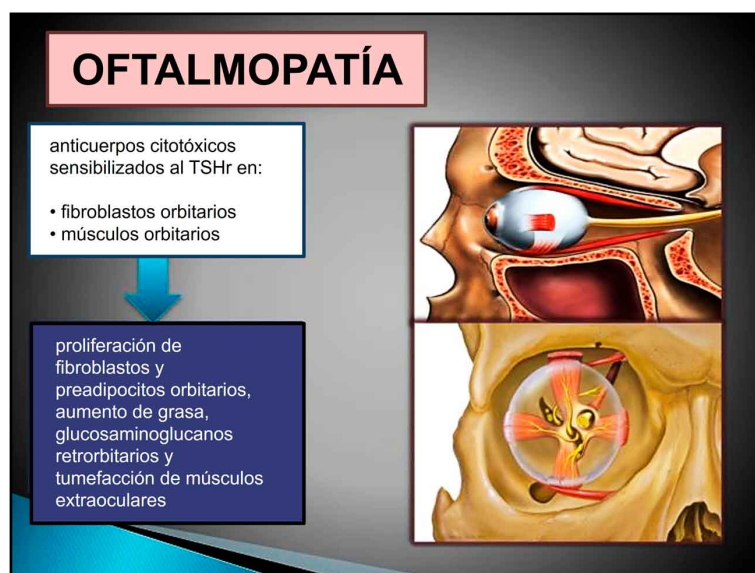 OFTALMOPATÍA
anticuerpos citotóxicos
sensibilizados al TSHr en:
• fibroblastos orbitarios
• músculos orbitarios
proliferación de
fibroblastos y
preadipocitos orbitarios,
aumento de grasa,
glucosaminoglucanos
retrorbitarios y
tumefacción de músculos
extraoculares